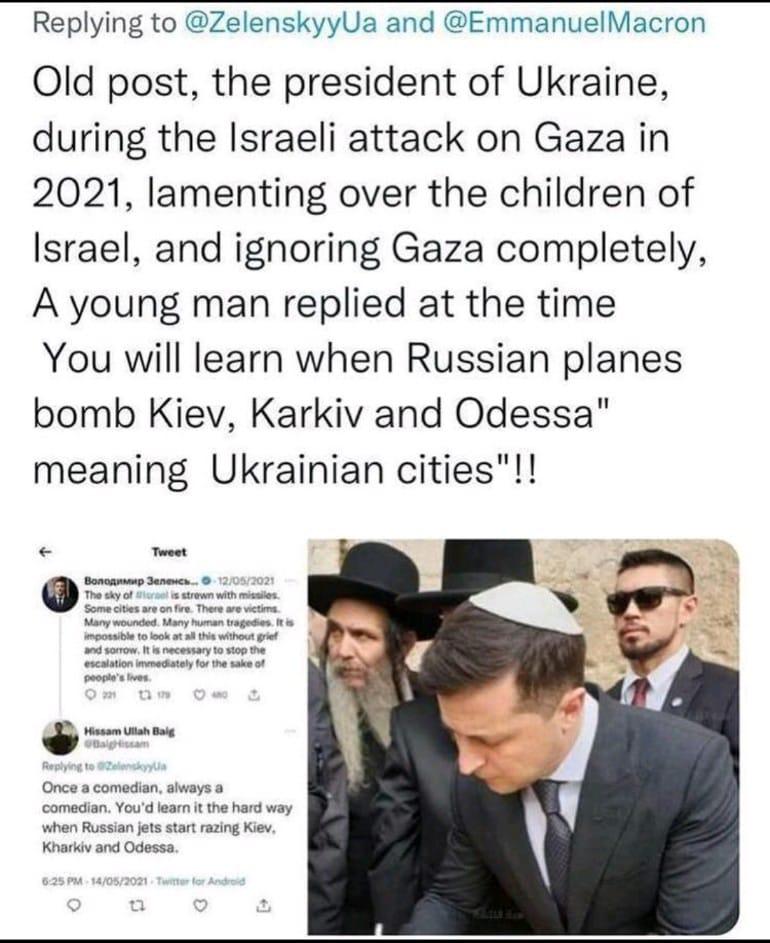 Replying to @ZelenskyyUa and @EmmanuelMacron
Old post, the president of Ukraine,
during the Israeli attack on Gaza in
2021, lamenting over the children of
Israel, and ignoring Gaza completely,
A young man replied at the time
You will learn when Russian planes
bomb Kiev, Karkiv and Odessa"
meaning Ukrainian cities"!!
Tweet
Володимир Зеленсь... · 12/05/2021
The sky of #Israel is strewn with missiles.
Some cities are on fire. There are victims.
Many wounded. Many human tragedies. It is
impossible to look at all this without grief
and sorrow. It is necessary to stop the
escalation immediately for the sake of
people's lives.
221 179 480
Hissam Ullah Baig
@BaigHissam
Replying to @ZelenskyyUa
Once a comedian, always a
comedian. You'd learn it the hard way
when Russian jets start razing Kiev,
Kharkiv and Odessa.
6:25 PM · 14/05/2021 · Twitter for Android